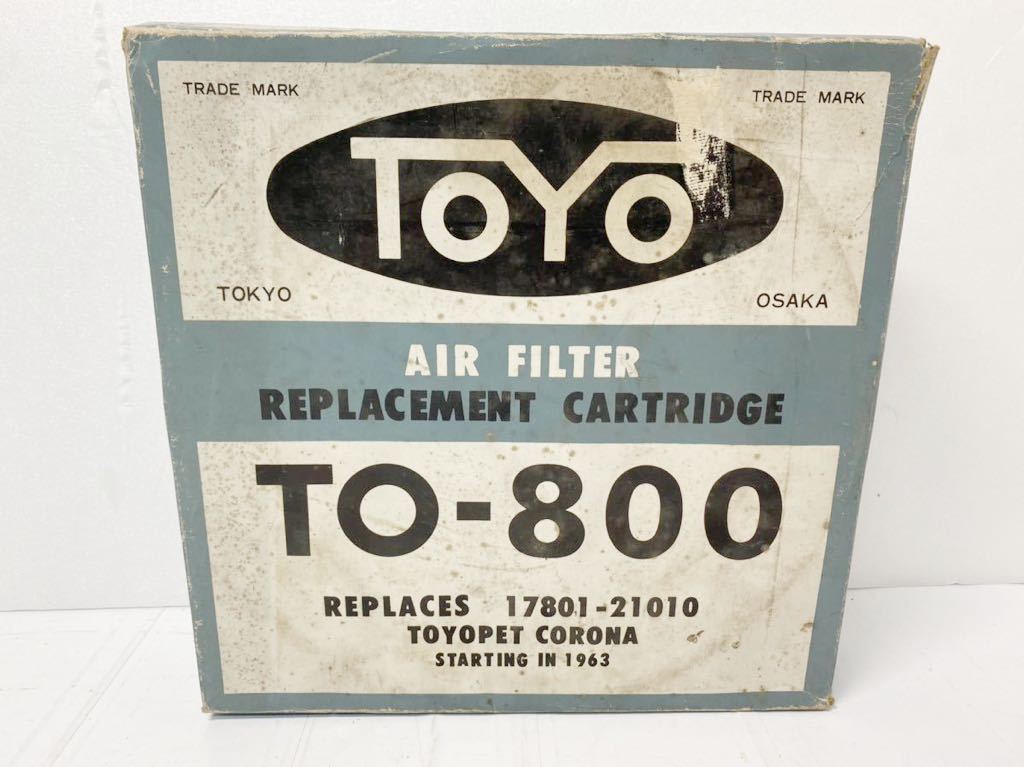 TRADE MARK
TRADE MARK
TOYO
TOKYO
OSAKA
AIR FILTER
REPLACEMENT CARTRIDGE
TO-800
REPLACES 17801-21010
TOYOPET CORONA
STARTING IN 1963